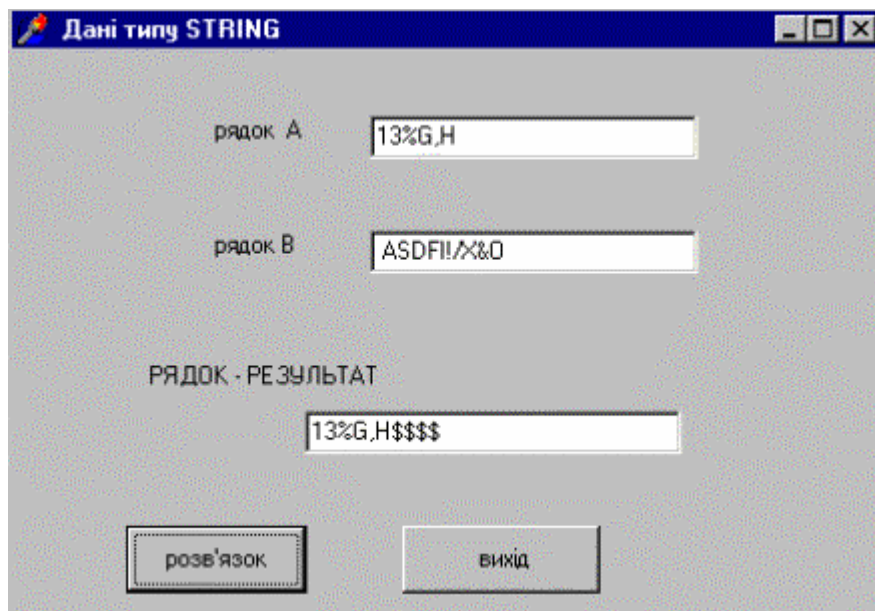 Дані типу STRING
рядок A 13%G,H
рядок B ASDFI!/X&O
РЯДОК - РЕЗУЛЬТАТ
13%G,H$$$$
розв'язок вихід